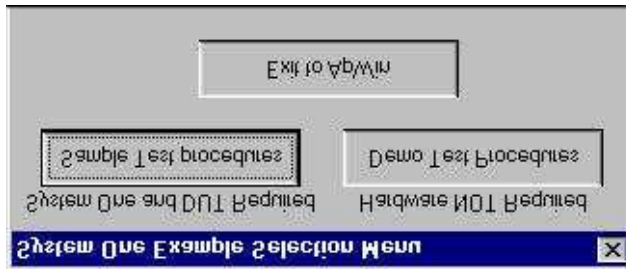 System One Example Selection Menu
System One and DUT Required
Hardware NOT Required
Sample Test procedures
Demo Test Procedures
Exit to ApWin